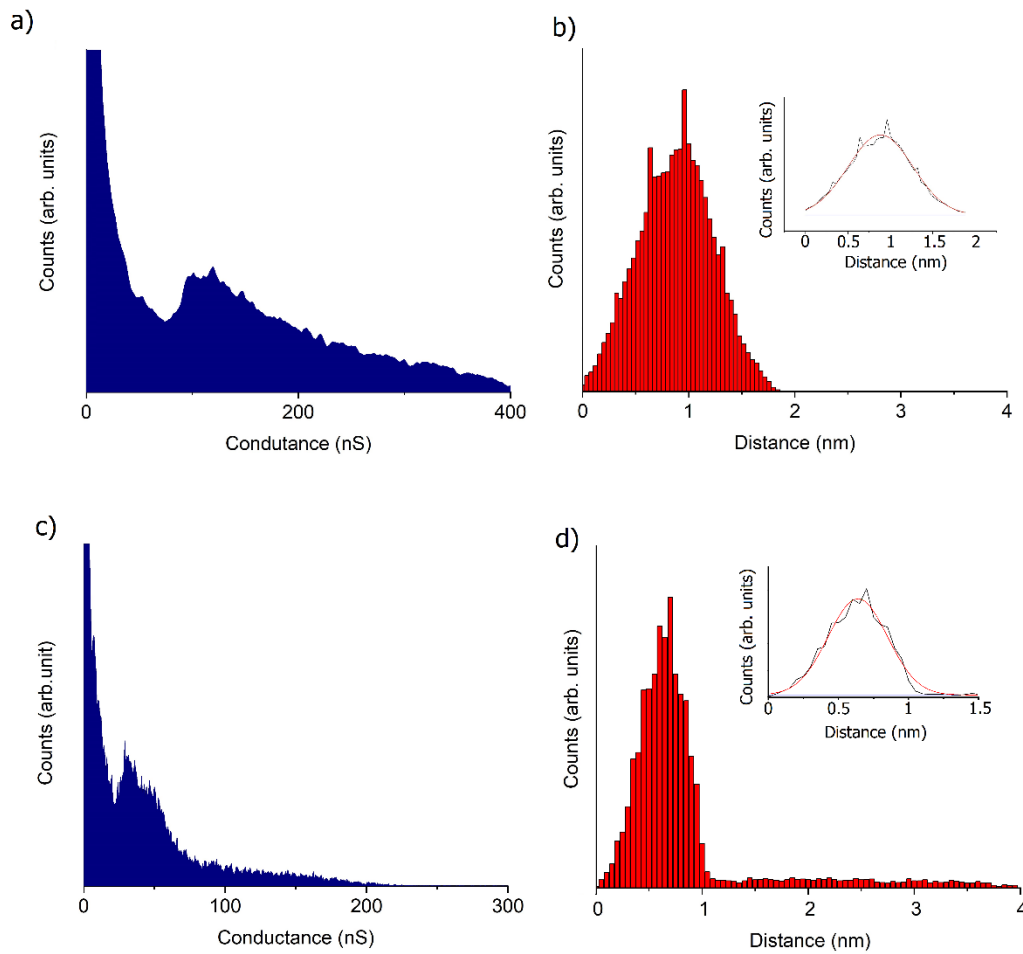 a)
Counts (arb. units)
0
200
400
Condutance (nS)
b)
Counts (arb. units)
0
1
2
3
4
Distance (nm)
Counts (arb. units)
0
0.5
1
1.5
2
Distance (nm)
c)
Counts (arb.unit)
0
100
200
300
Conductance (nS)
d)
Counts (arb. units)
0
1
2
3
4
Distance (nm)
Counts (arb. units)
0
0.5
1
1.5
Distance (nm)